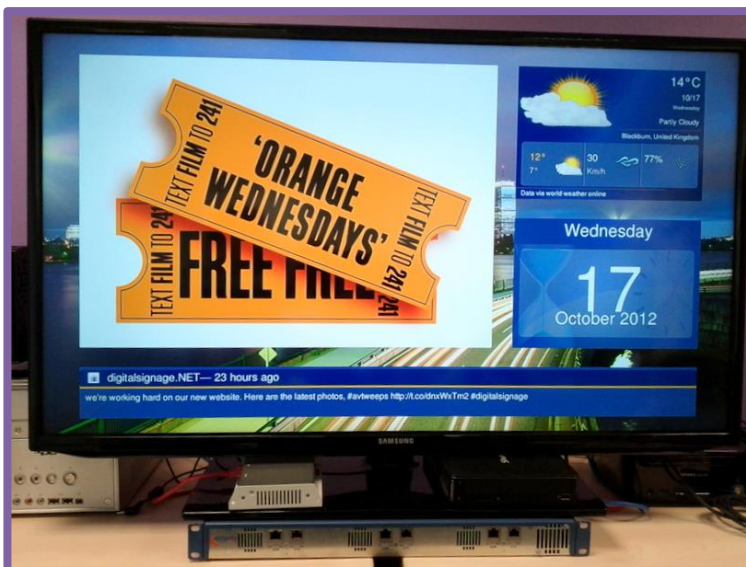 TEXT FILM TO 241
'ORANGE
WEDNESDAYS'
TEXT FILM TO 241
TEXT FILM TO 241
FREE FREE
241
14°C
10/17
Wednesday
Partly Cloudy
Blackburn, United Kingdom
12°
7°
30
Km/h
77%
Data via world weather online
Wednesday
17
October 2012
digitalsignage.NET— 23 hours ago
we're working hard on our new website. Here are the latest photos, #avtweeps http://t.co/dnxWxTm2 #digitalsignage
SAMSUNG